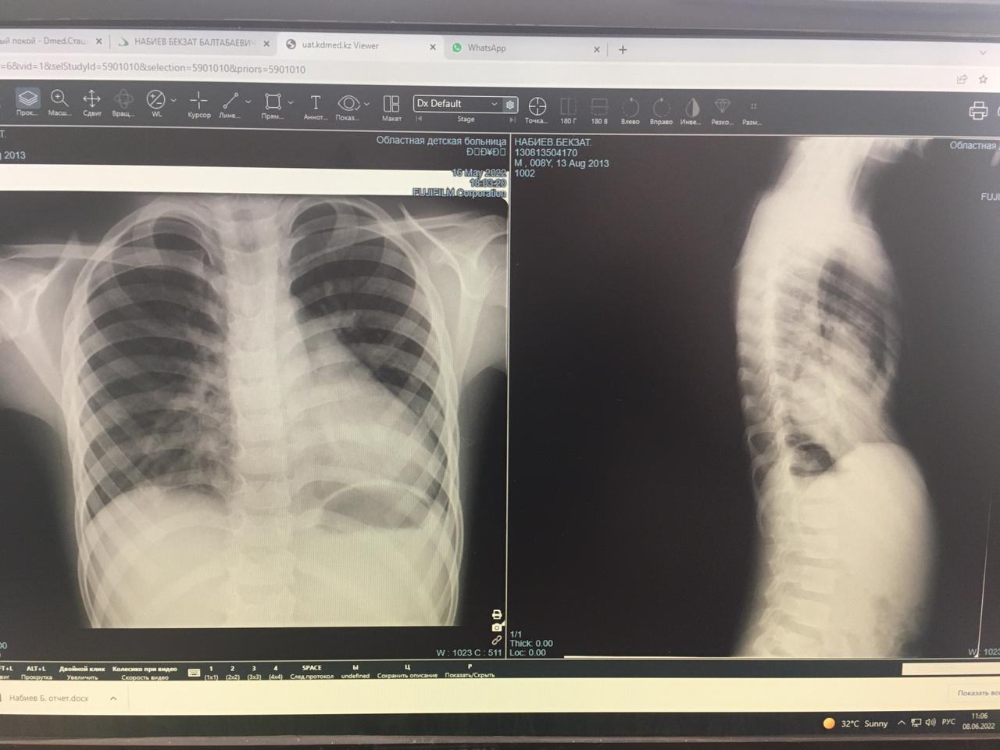 ый покой - Dmed.Стац
НАБИЕВ БЕКЗАТ БАЛТАБАЕВИЧ
uat.kdmed.kz Viewer
WhatsApp
=6&vid=1&selStudyId=5901010&selection=5901010&priors=5901010
Прок...
Масш...
Сдвиг
Вращ...
WL
Курсор
Лине...
Прям...
Аннот...
Показ...
Макет
Dx Default
Stage
Точка...
180 Г
180 В
Влево
Вправо
Инве...
Резко...
Разм...
Т.
g 2013
Областная детская больница
16 May 2022
18:03:20
FUJIFILM Corporation
W : 1023 C : 511
НАБИЕВ.БЕКЗАТ.
130813504170
M , 008Y, 13 Aug 2013
1002
Областная
FUJI
1/1
Thick: 0.00
Loc: 0.00
W : 1023
00
FT+L
виг
ALT+L
Прокрутка
Двойной клик
Увеличить
Колесико при видео
Скорость видео
1
(1x1)
2
(2x2)
3
(3x3)
4
(4x4)
SPACE
След.протокол
Ы
undefined
Ц
Сохранить описание
Р
Показать/Скрыть
Набиев Б. отчет.docx
Показать все
32°C Sunny
РУС
11:06
08.06.2022